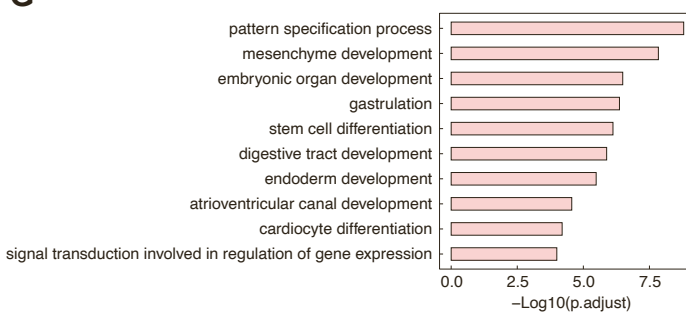 pattern specification process
mesenchyme development
embryonic organ development
gastrulation
stem cell differentiation
digestive tract development
endoderm development
atrioventricular canal development
cardiocyte differentiation
signal transduction involved in regulation of gene expression
0.0 2.5 5.0 7.5
−Log10(p.adjust)